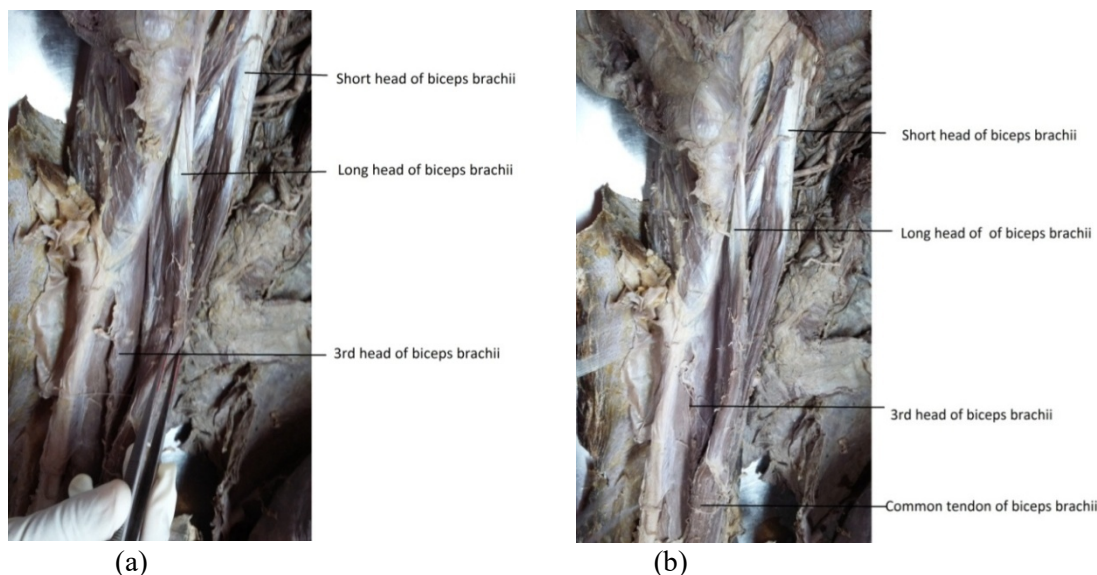 Short head of biceps brachii
Long head of biceps brachii
3rd head of biceps brachii
(a)
Short head of biceps brachii
Long head of of biceps brachii
3rd head of biceps brachii
Common tendon of biceps brachii
(b)